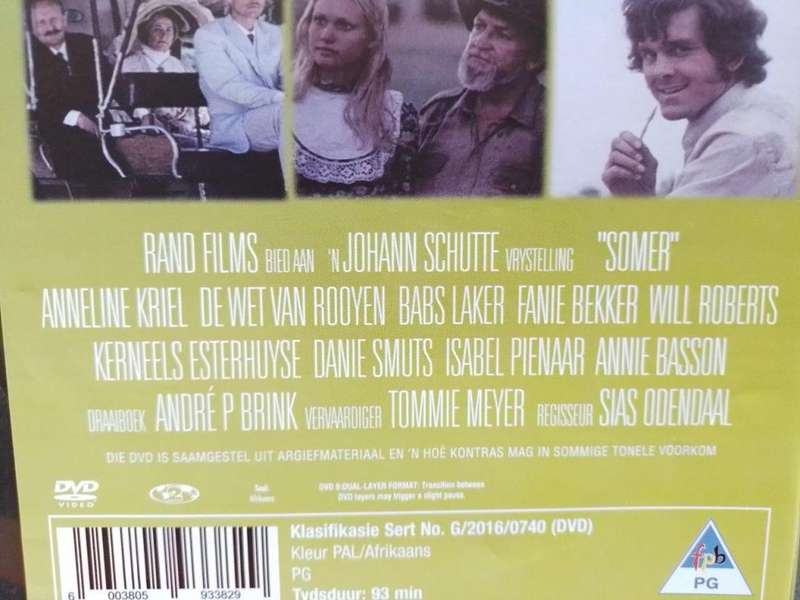 RAND FILMS BIED AAN 'N JOHANN SCHUTTE VRYSTELLING "SOMER"
ANNELINE KRIEL DE WET VAN ROOYEN BABS LAKER FANIE BEKKER WILL ROBERTS
KERNEELS ESTERHUYSE DANIE SMUTS ISABEL PIENAAR ANNIE BASSON
DRAAIBOEK ANDRÉ P BRINK VERVAARDIGER TOMMIE MEYER REGISSEUR SIAS ODENDAAL
DIE DVD IS SAAMGESTEL UIT ARGIEFMATERIAAL EN 'N HOË KONTRAS MAG IN SOMMIGE TONELE VOORKOM
DVD
VIDEO
2
Taal:
Afrikaans
DVD 9:DUAL-LAYER FORMAT: Transition between
DVD layers may trigger a slight pause.
Klasifikasie Sert No. G/2016/0740 (DVD)
Kleur PAL/Afrikaans
PG
Tydsduur: 93 min
6 003805 933829
fpb
PG